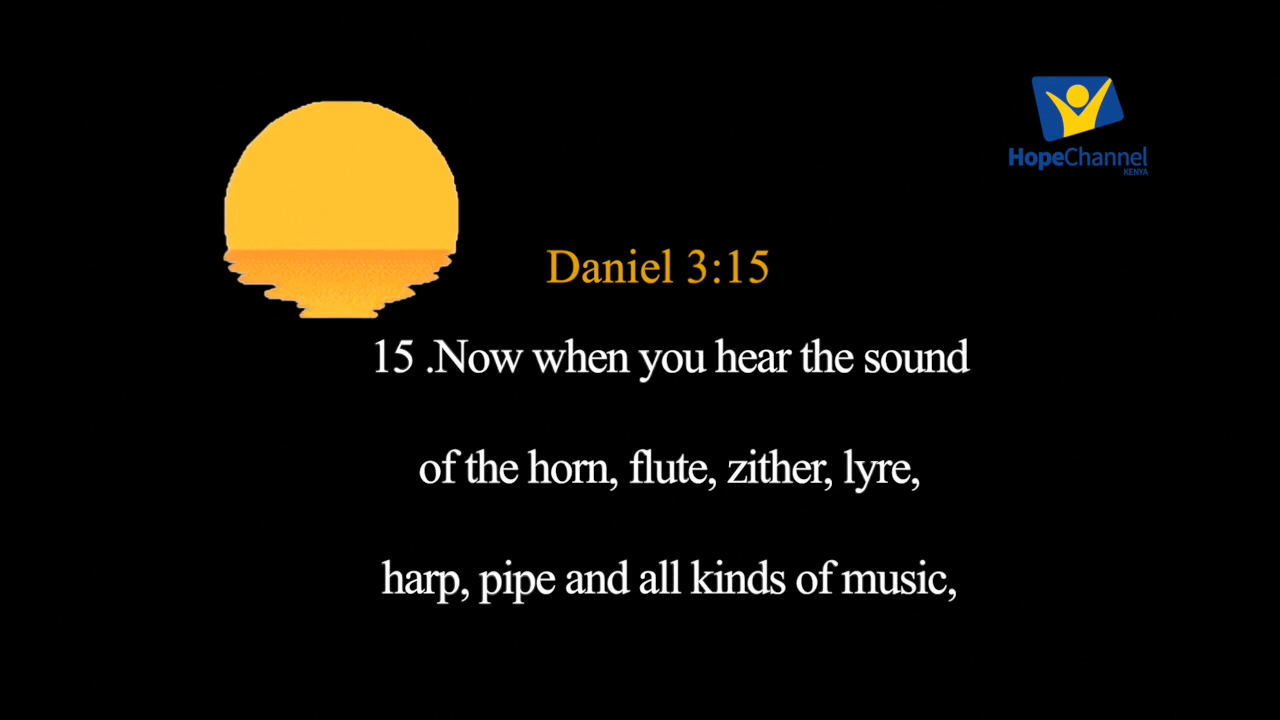 HopeChannel
KENYA
Daniel 3:15
15 .Now when you hear the sound
of the horn, flute, zither, lyre,
harp, pipe and all kinds of music,